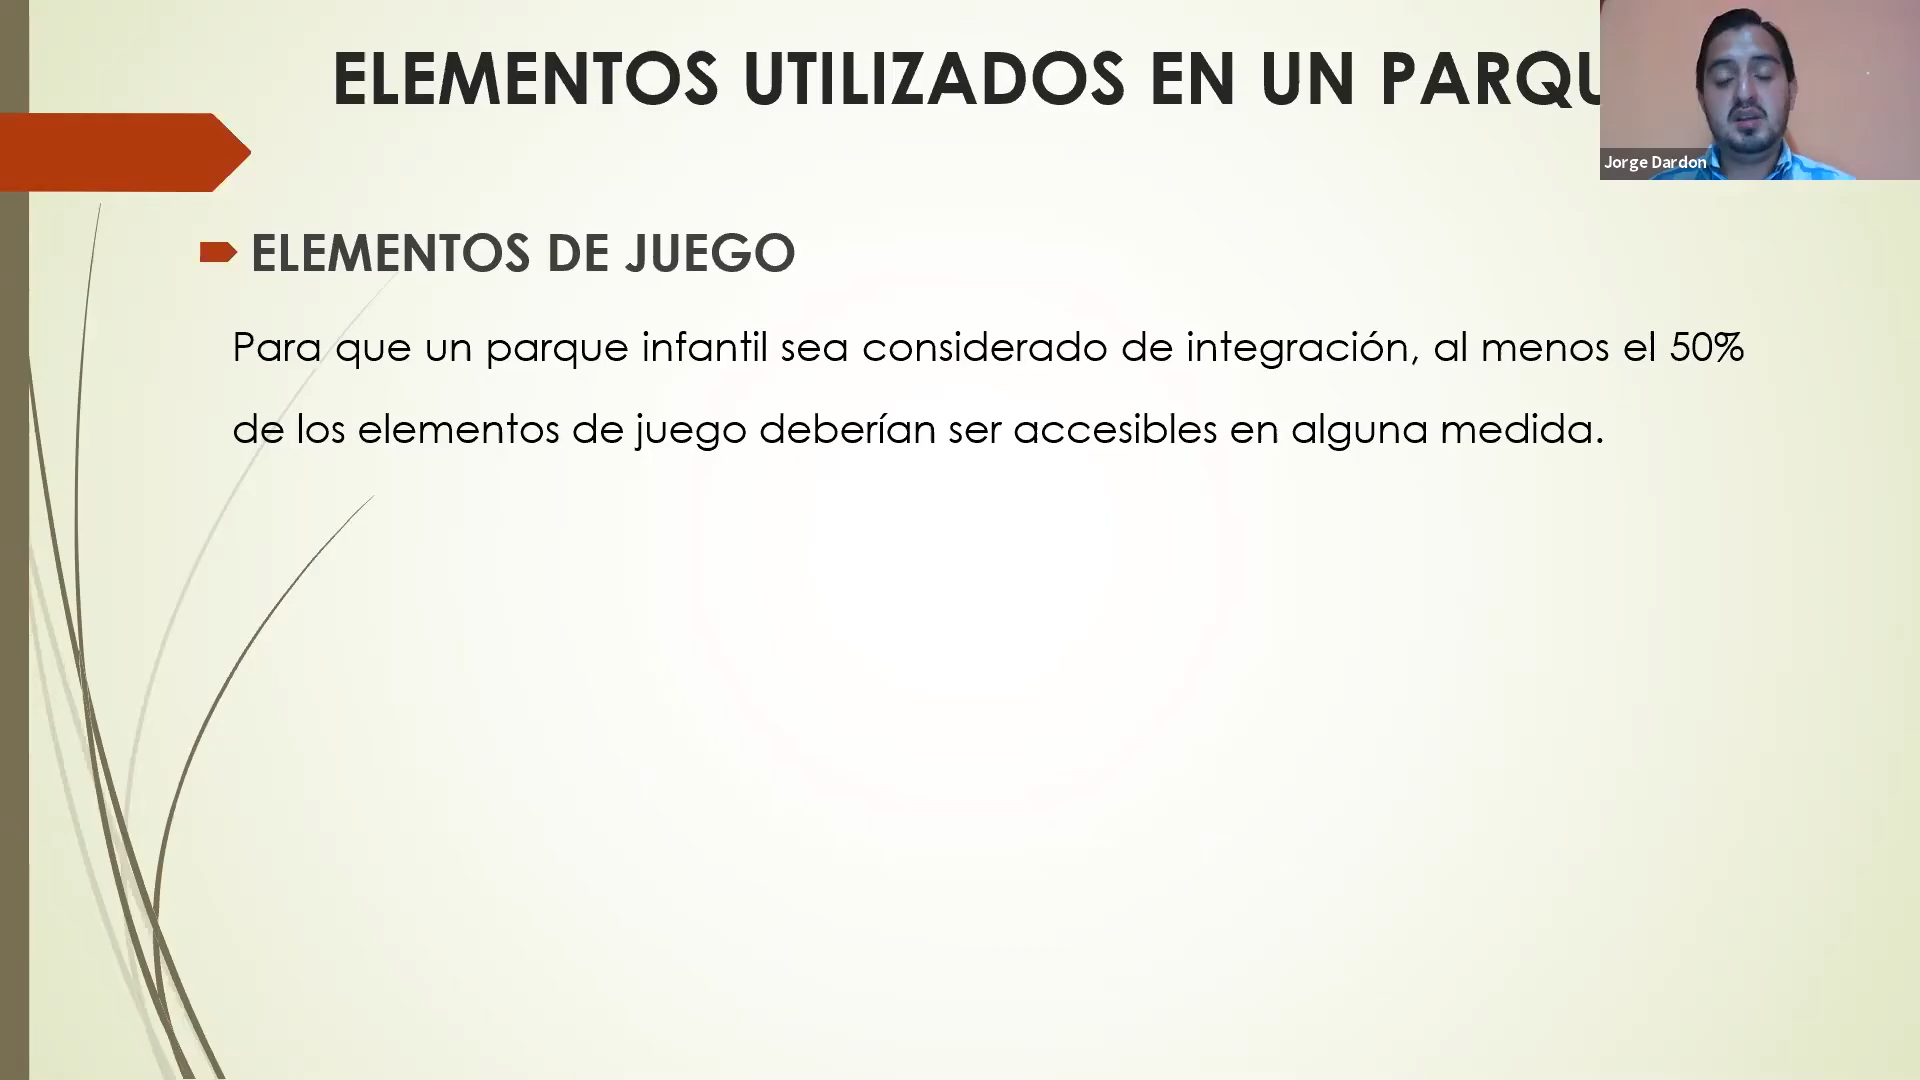 ELEMENTOS UTILIZADOS EN UN
Jorge Dardon
ELEMENTOS DE JUEGO
Para que un parque infantil sea considerado de integración, al menos el 50%
de los elementos de juego deberían ser accesibles en alguna medida.